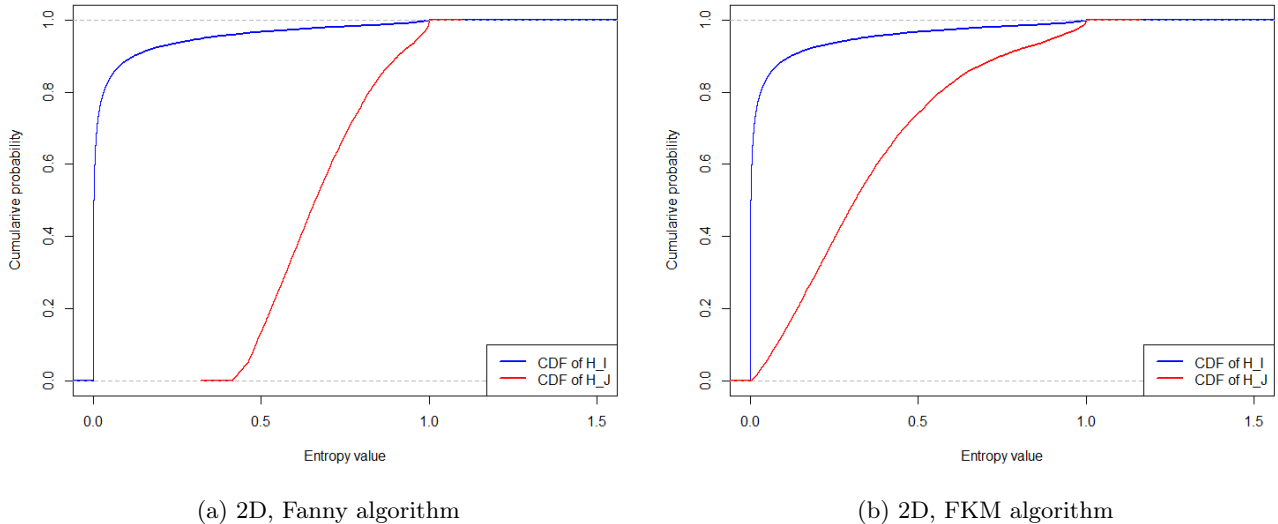 Cumularive probability
0.0 0.2 0.4 0.6 0.8 1.0
CDF of H_I
CDF of H_J
0.0 0.5 1.0 1.5
Entropy value
(a) 2D, Fanny algorithm
Cumularive probability
0.0 0.2 0.4 0.6 0.8 1.0
CDF of H_I
CDF of H_J
0.0 0.5 1.0 1.5
Entropy value
(b) 2D, FKM algorithm